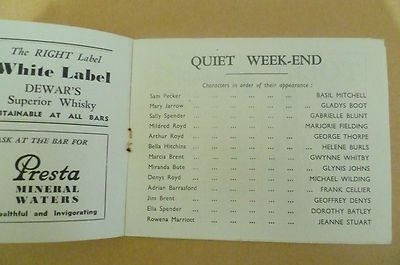 The RIGHT Label
White Label
DEWAR'S
Superior Whisky
TAINABLE AT ALL BARS
SK AT THE BAR FOR
Presta
MINERAL
WATERS
ealthful and Invigorating
QUIET WEEK-END
Characters in order of their appearance :
Sam Pecker ... ... ... ... ... BASIL MITCHELL
Mary Jarrow ... ... ... ... ... GLADYS BOOT
Sally Spender ... ... ... ... ... GABRIELLE BLUNT
Mildred Royd ... ... ... ... ... MARJORIE FIELDING
Arthur Royd ... ... ... ... ... GEORGE THORPE
Bella Hitchins ... ... ... ... ... HELENE BURLS
Marcia Brent ... ... ... ... ... GWYNNE WHITBY
Miranda Bute ... ... ... ... ... GLYNIS JOHNS
Denys Royd ... ... ... ... ... MICHAEL WILDING
Adrian Barrasford ... ... ... ... ... FRANK CELLIER
Jim Brent ... ... ... ... ... GEOFFREY DENYS
Ella Spender ... ... ... ... ... DOROTHY BATLEY
Rowena Marriott ... ... ... ... ... JEANNE STUART